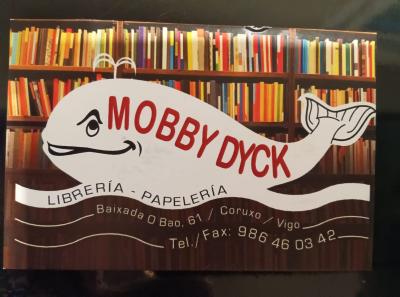 MOBBY DYCK
LIBRERÍA - PAPELERÍA
Baixada O Bao, 61 / Coruxo / Vigo
Tel./Fax: 986 46 03 42